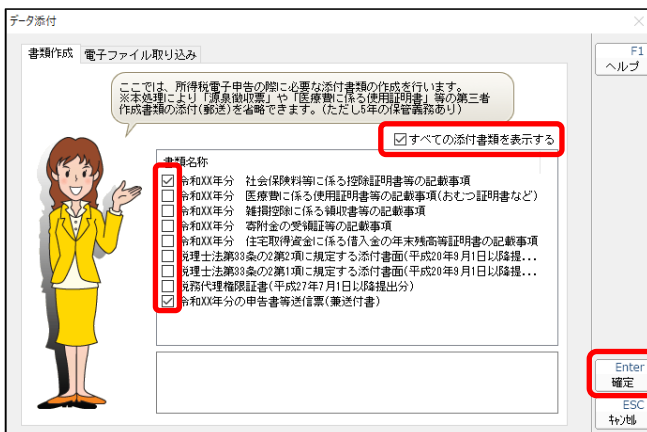 データ添付
書類作成 電子ファイル取り込み
F1
ヘルプ
ここでは、所得税電子申告の際に必要な添付書類の作成を行います。
※本処理により「源泉徴収票」や「医療費に係る使用証明書」等の第三者
作成書類の添付(郵送)を省略できます。(ただし5年の保管義務あり)
すべての添付書類を表示する
書類名称
令和XX年分 社会保険料等に係る控除証明書等の記載事項
令和XX年分 医療費に係る使用証明書等の記載事項(おむつ証明書など)
令和XX年分 雑損控除に係る領収書等の記載事項
令和XX年分 寄附金の受領証等の記載事項
令和XX年分 住宅取得資金に係る借入金の年末残高等証明書の記載事項
税理士法第33条の2第2項に規定する添付書面(平成20年9月1日以降提...
税理士法第33条の2第1項に規定する添付書面(平成20年9月1日以降提...
税務代理権限証書(平成27年7月1日以降提出分)
令和XX年分の申告書等送信票(兼送付書)
Enter
確定
ESC
キャンセル